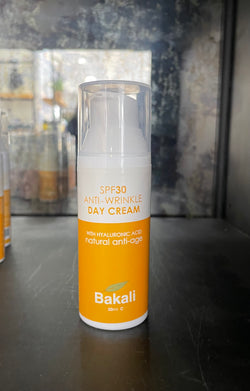 SPF30
ANTI-WRINKLE
DAY CREAM
WITH HYALURONIC ACID
natural anti-age
Bakali